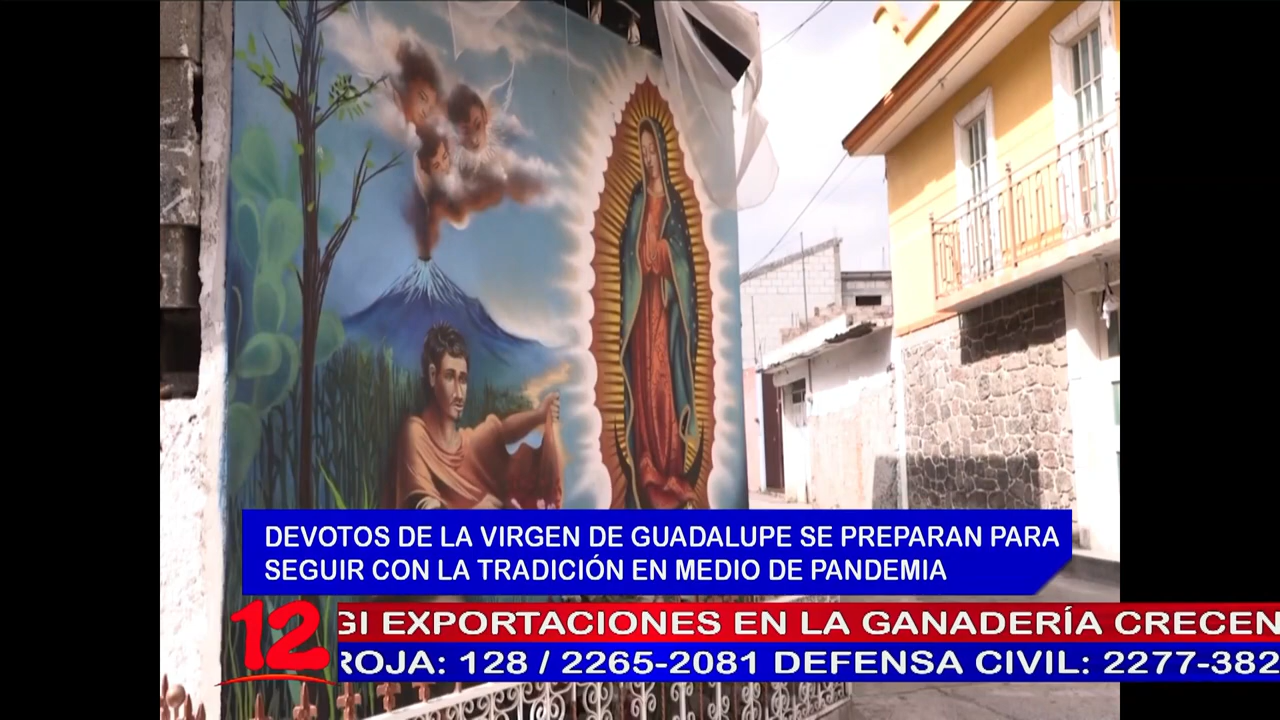 DEVOTOS DE LA VIRGEN DE GUADALUPE SE PREPARAN PARA
SEGUIR CON LA TRADICIÓN EN MEDIO DE PANDEMIA
12
GI EXPORTACIONES EN LA GANADERÍA CRECEN
ROJA: 128 / 2265-2081 DEFENSA CIVIL: 2277-382